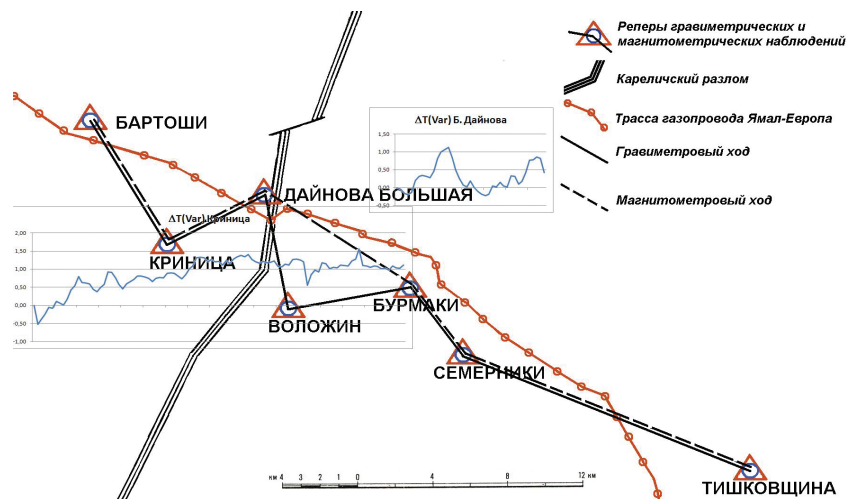 Реперы гравиметрических и
магнитометрических наблюдений
Кареличский разлом
Трасса газопровода Ямал-Европа
Гравиметровый ход
Магнитометровый ход
БАРТОШИ
ΔT(Var) Б. Дайнова
1,50
1,00
0,50
0,00
-0,50
ДАЙНОВА БОЛЬШАЯ
ΔT(Var) Криница
2,00
1,50
1,00
0,50
0,00
-0,50
-1,00
КРИНИЦА
БУРМАКИ
ВОЛОЖИН
СЕМЕРНИКИ
ТИШКОВЩИНА
км 4 3 2 1 0 4 8 12 км